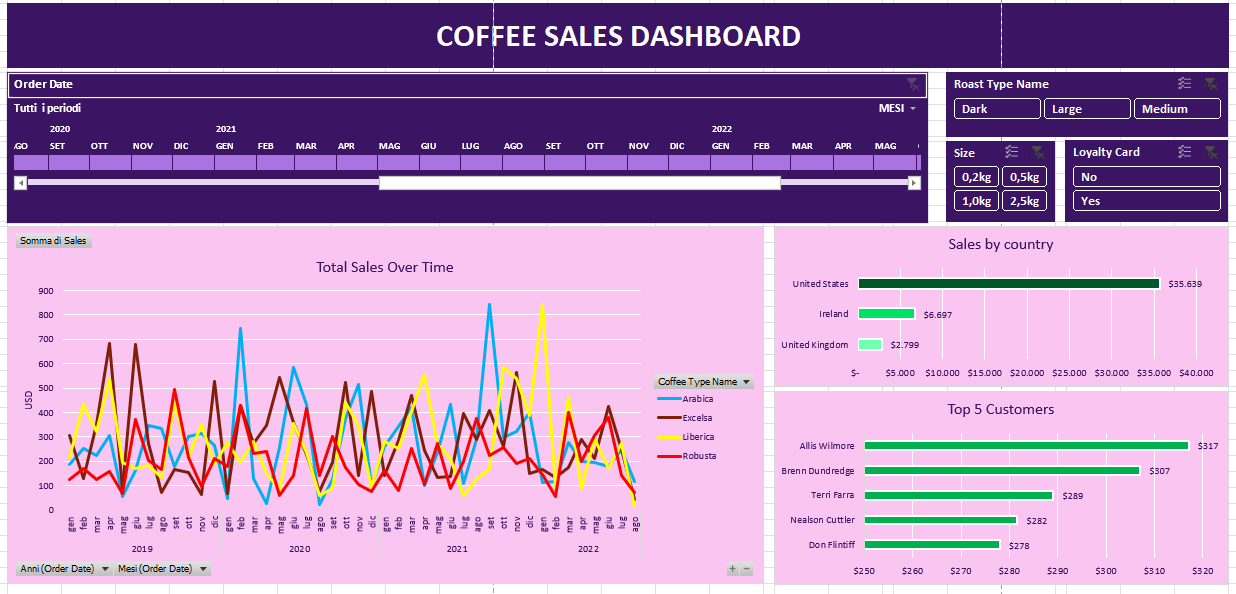 COFFEE SALES DASHBOARD
Order Date
Tutti i periodi
MESI
2020 2021 2022
SET OTT NOV DIC GEN FEB MAR APR MAG GIU LUG AGO SET OTT NOV DIC GEN FEB MAR APR MAG
Roast Type Name
Dark Large Medium
Size
0,2kg 0,5kg
1,0kg 2,5kg
Loyalty Card
No
Yes
Somma di Sales
Total Sales Over Time
900
800
700
600
500
400
300
200
100
0
USD
gen feb mar apr mag giu lug ago set ott nov dic gen feb mar apr mag giu lug ago set ott nov dic gen feb mar apr mag giu lug ago set ott nov dic gen feb mar apr mag giu lug ago
2019 2020 2021 2022
Coffee Type Name
Arabica
Excelsa
Liberica
Robusta
Anni (Order Date) Mesi (Order Date)
+ −
Sales by country
United States $35.639
Ireland $6.697
United Kingdom $2.799
$- $5.000 $10.000 $15.000 $20.000 $25.000 $30.000 $35.000 $40.000
Top 5 Customers
Allis Wilmore $317
Brenn Dundredge $307
Terri Farra $289
Nealson Cuttler $282
Don Flintiff $278
$250 $260 $270 $280 $290 $300 $310 $320